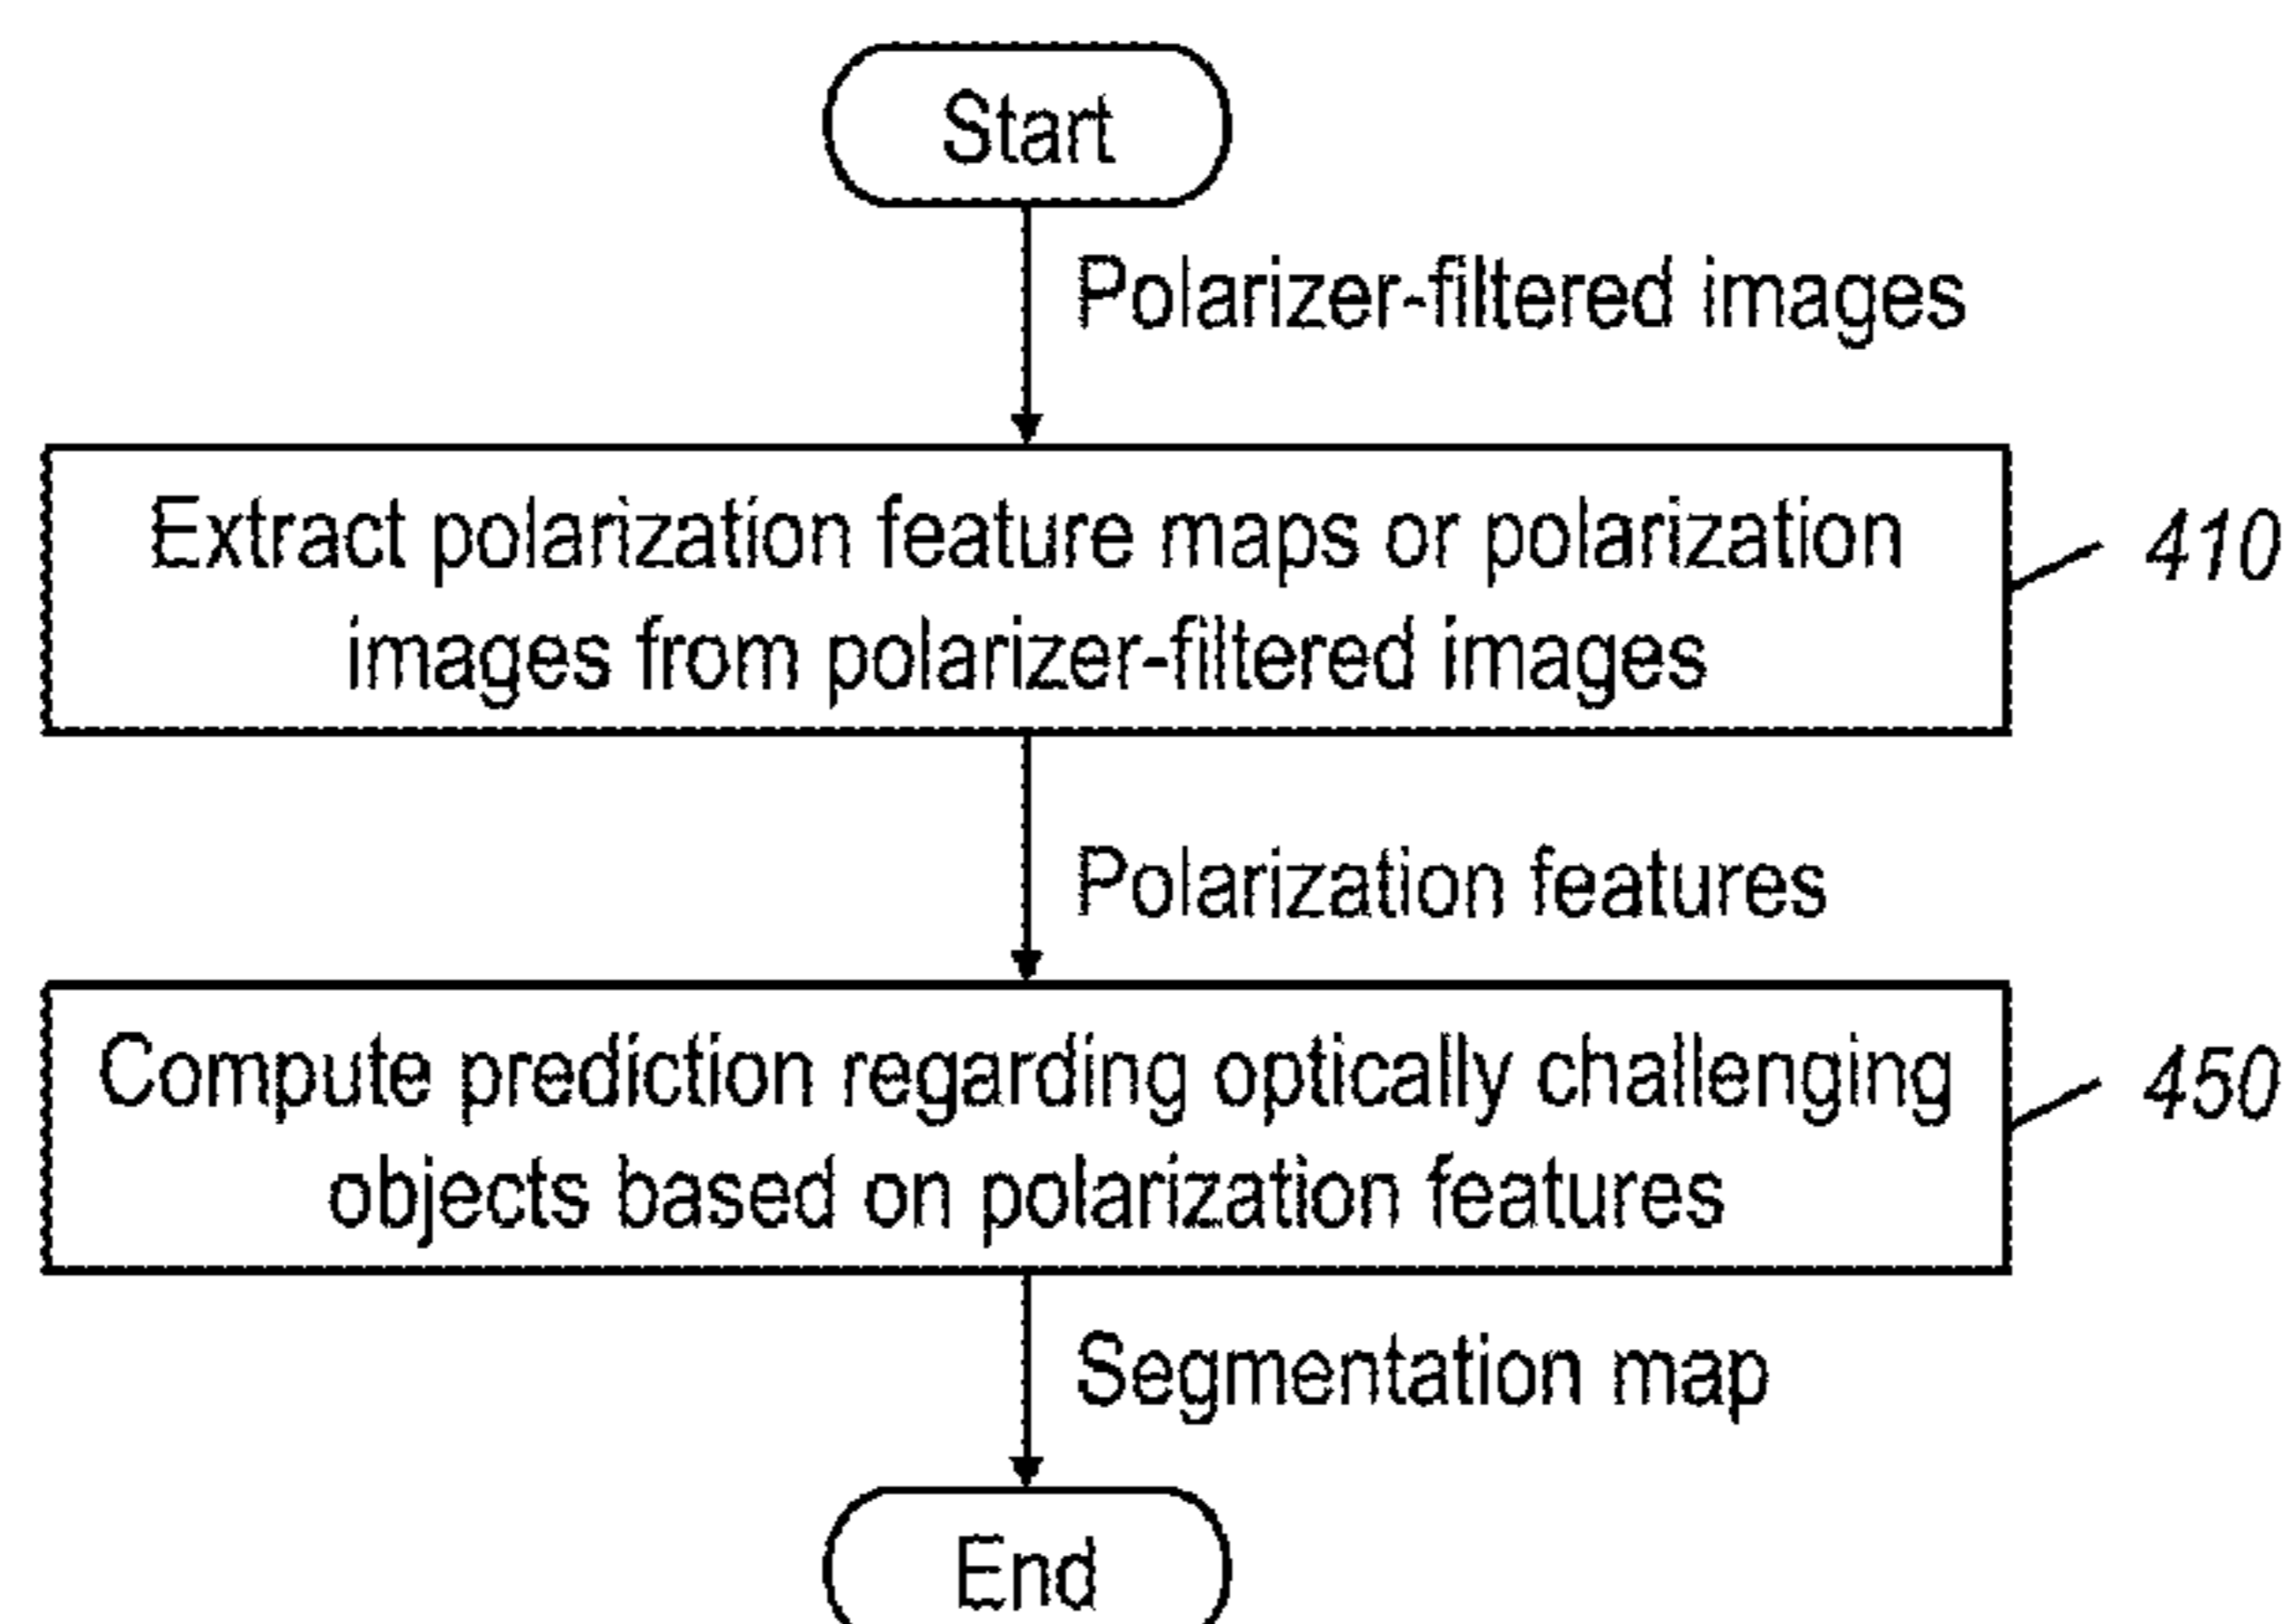 Start
Polarizer-filtered images
Extract polarization feature maps or polarization
images from polarizer-filtered images
410
Polarization features
Compute prediction regarding optically challenging
objects based on polarization features
450
Segmentation map
End